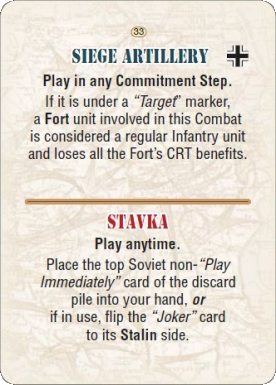 33
SIEGE ARTILLERY
Play in any Commitment Step.
If it is under a “Target” marker,
a Fort unit involved in this Combat
is considered a regular Infantry unit
and loses all the Fort’s CRT benefits.
STAVKA
Play anytime.
Place the top Soviet non-“Play
Immediately” card of the discard
pile into your hand, or
if in use, flip the “Joker” card
to its Stalin side.